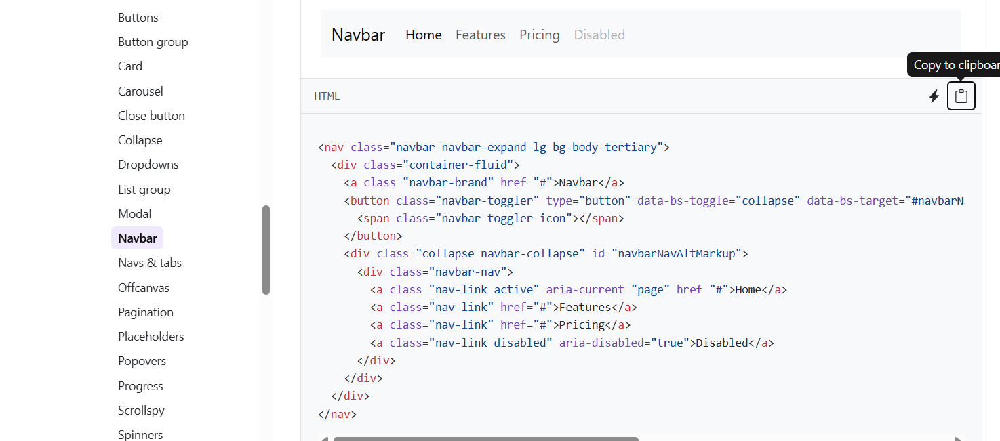 Buttons
Button group
Card
Carousel
Close button
Collapse
Dropdowns
List group
Modal
Navbar
Navs & tabs
Offcanvas
Pagination
Placeholders
Popovers
Progress
Scrollspy
Spinners
Navbar Home Features Pricing Disabled
Copy to clipboar
HTML
<nav class="navbar navbar-expand-lg bg-body-tertiary">
  <div class="container-fluid">
    <a class="navbar-brand" href="#">Navbar</a>
    <button class="navbar-toggler" type="button" data-bs-toggle="collapse" data-bs-target="#navbarN
      <span class="navbar-toggler-icon"></span>
    </button>
    <div class="collapse navbar-collapse" id="navbarNavAltMarkup">
      <div class="navbar-nav">
        <a class="nav-link active" aria-current="page" href="#">Home</a>
        <a class="nav-link" href="#">Features</a>
        <a class="nav-link" href="#">Pricing</a>
        <a class="nav-link disabled" aria-disabled="true">Disabled</a>
      </div>
    </div>
  </div>
</nav>